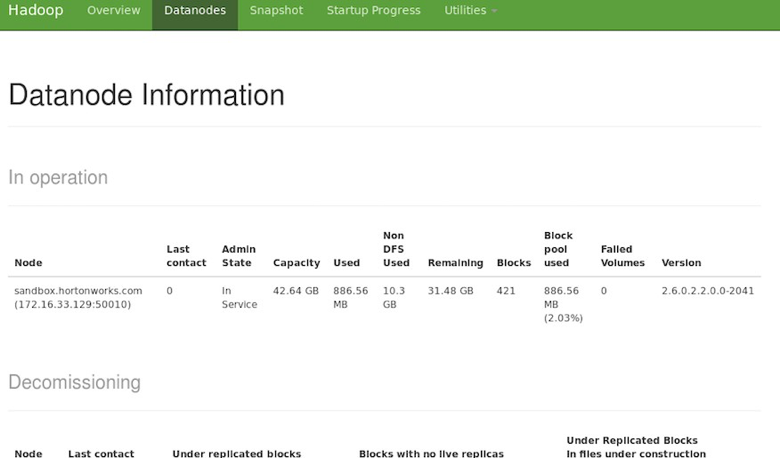 Hadoop Overview Datanodes Snapshot Startup Progress Utilities
Datanode Information
In operation
Node Last contact Admin State Capacity Used Non DFS Used Remaining Blocks Block pool used Failed Volumes Version
sandbox.hortonworks.com (172.16.33.129:50010) 0 In Service 42.64 GB 886.56 MB 10.3 GB 31.48 GB 421 886.56 MB (2.03%) 0 2.6.0.2.2.0.0-2041
Decomissioning
Node Last contact Under replicated blocks Blocks with no live replicas Under Replicated Blocks In files under construction